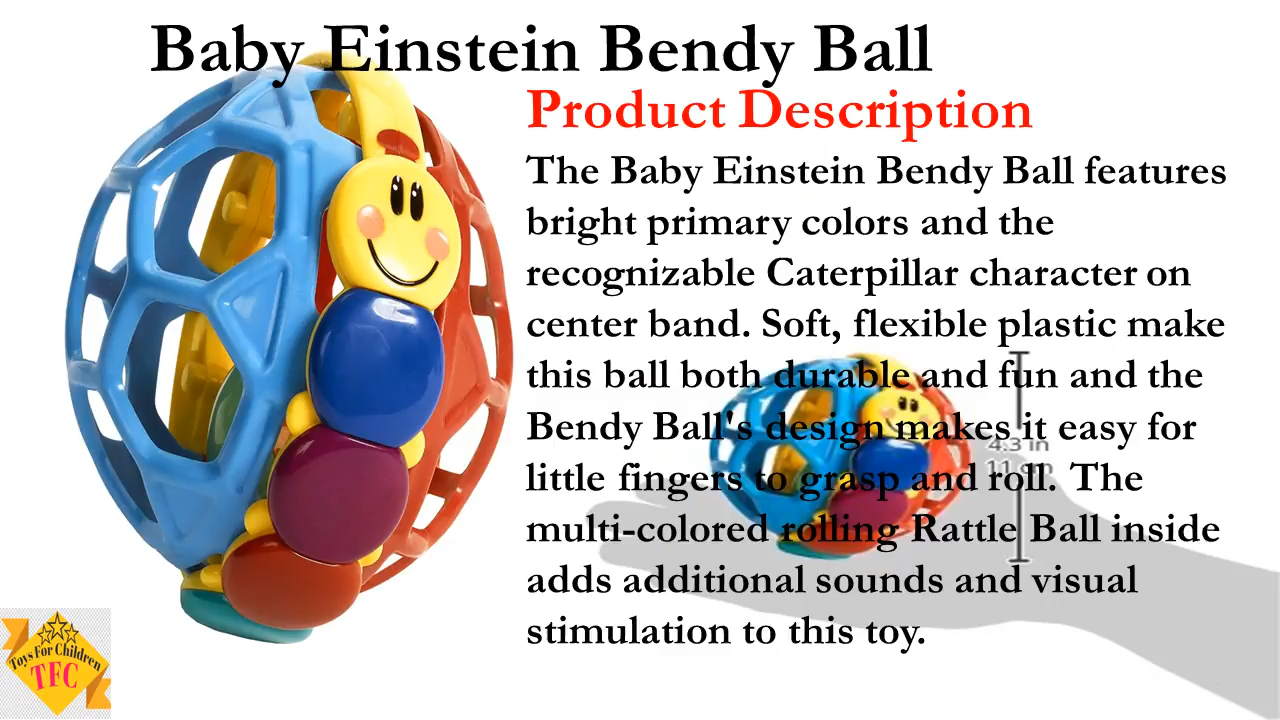 Baby Einstein Bendy Ball
Product Description
The Baby Einstein Bendy Ball features
bright primary colors and the
recognizable Caterpillar character on
center band. Soft, flexible plastic make
this ball both durable and fun and the
Bendy Ball's design makes it easy for
little fingers to grasp and roll. The
multi-colored rolling Rattle Ball inside
adds additional sounds and visual
stimulation to this toy.
4.3 in
11 cm
Toys For Children
TFC